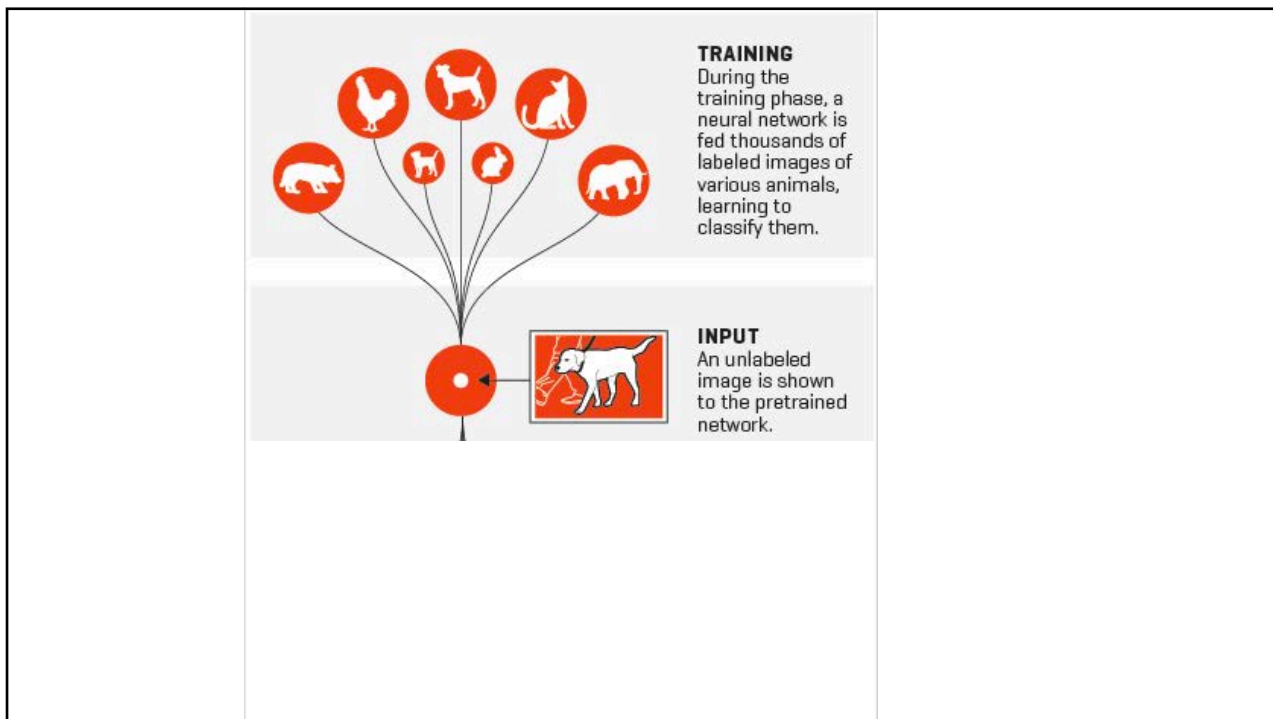 TRAINING
During the
training phase, a
neural network is
fed thousands of
labeled images of
various animals,
learning to
classify them.
INPUT
An unlabeled
image is shown
to the pretrained
network.